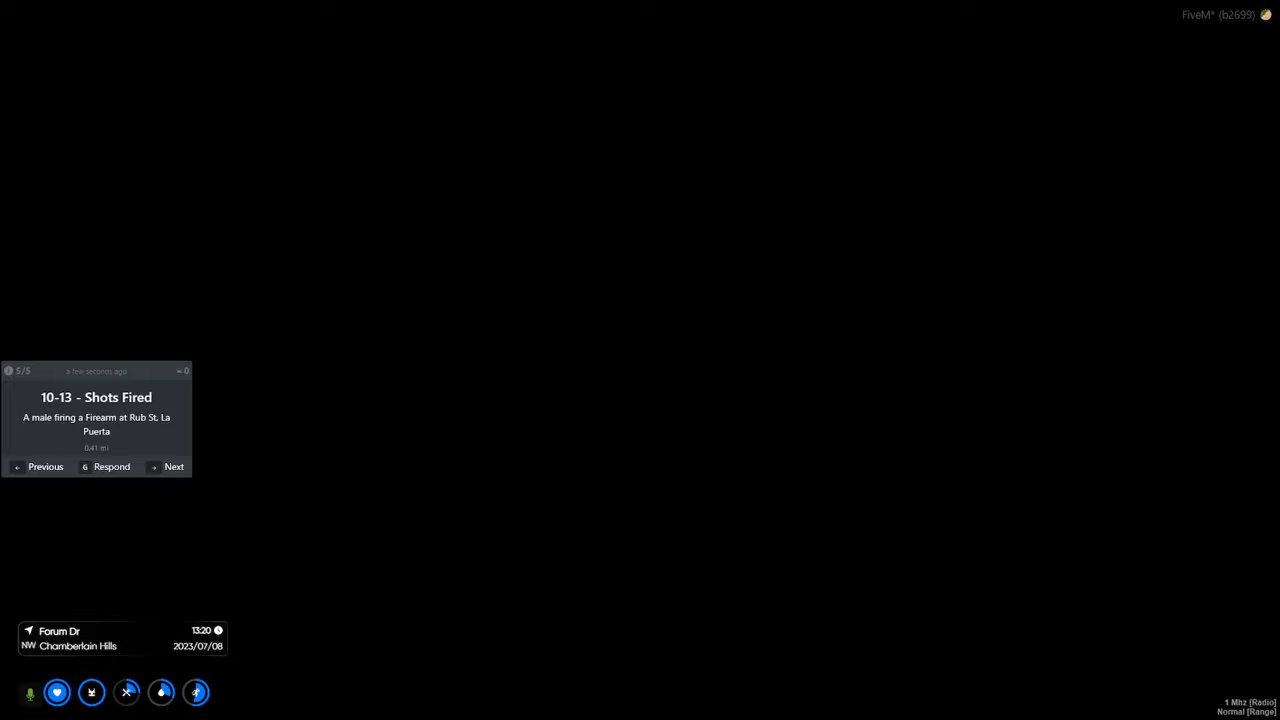 FiveM* (b2699)
5/5 a few seconds ago 0
10-13 - Shots Fired
A male firing a Firearm at Rub St, La
Puerta
0.41 mi
← Previous G Respond → Next
Forum Dr 13:20
NW Chamberlain Hills 2023/07/08
1 Mhz [Radio]
Normal [Range]